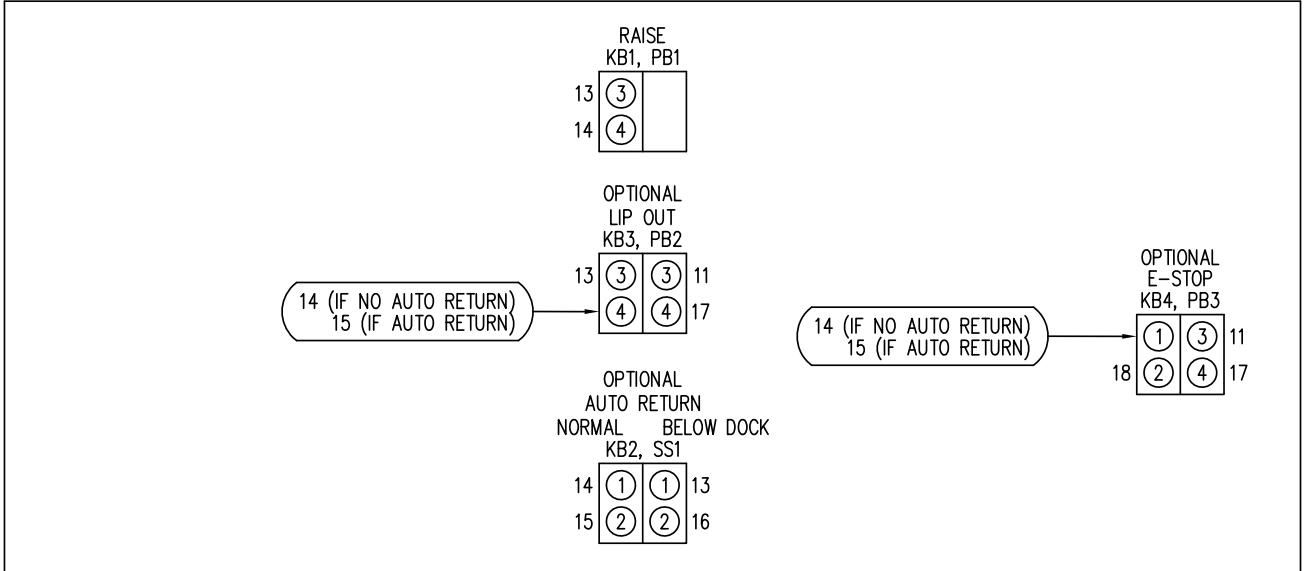 RAISE
KB1, PB1
13 3
14 4
OPTIONAL
LIP OUT
KB3, PB2
13 3 3 11
14 (IF NO AUTO RETURN)
15 (IF AUTO RETURN)
4 4 17
OPTIONAL
E-STOP
KB4, PB3
14 (IF NO AUTO RETURN)
15 (IF AUTO RETURN)
1 3 11
18 2 4 17
OPTIONAL
AUTO RETURN
NORMAL BELOW DOCK
KB2, SS1
14 1 1 13
15 2 2 16